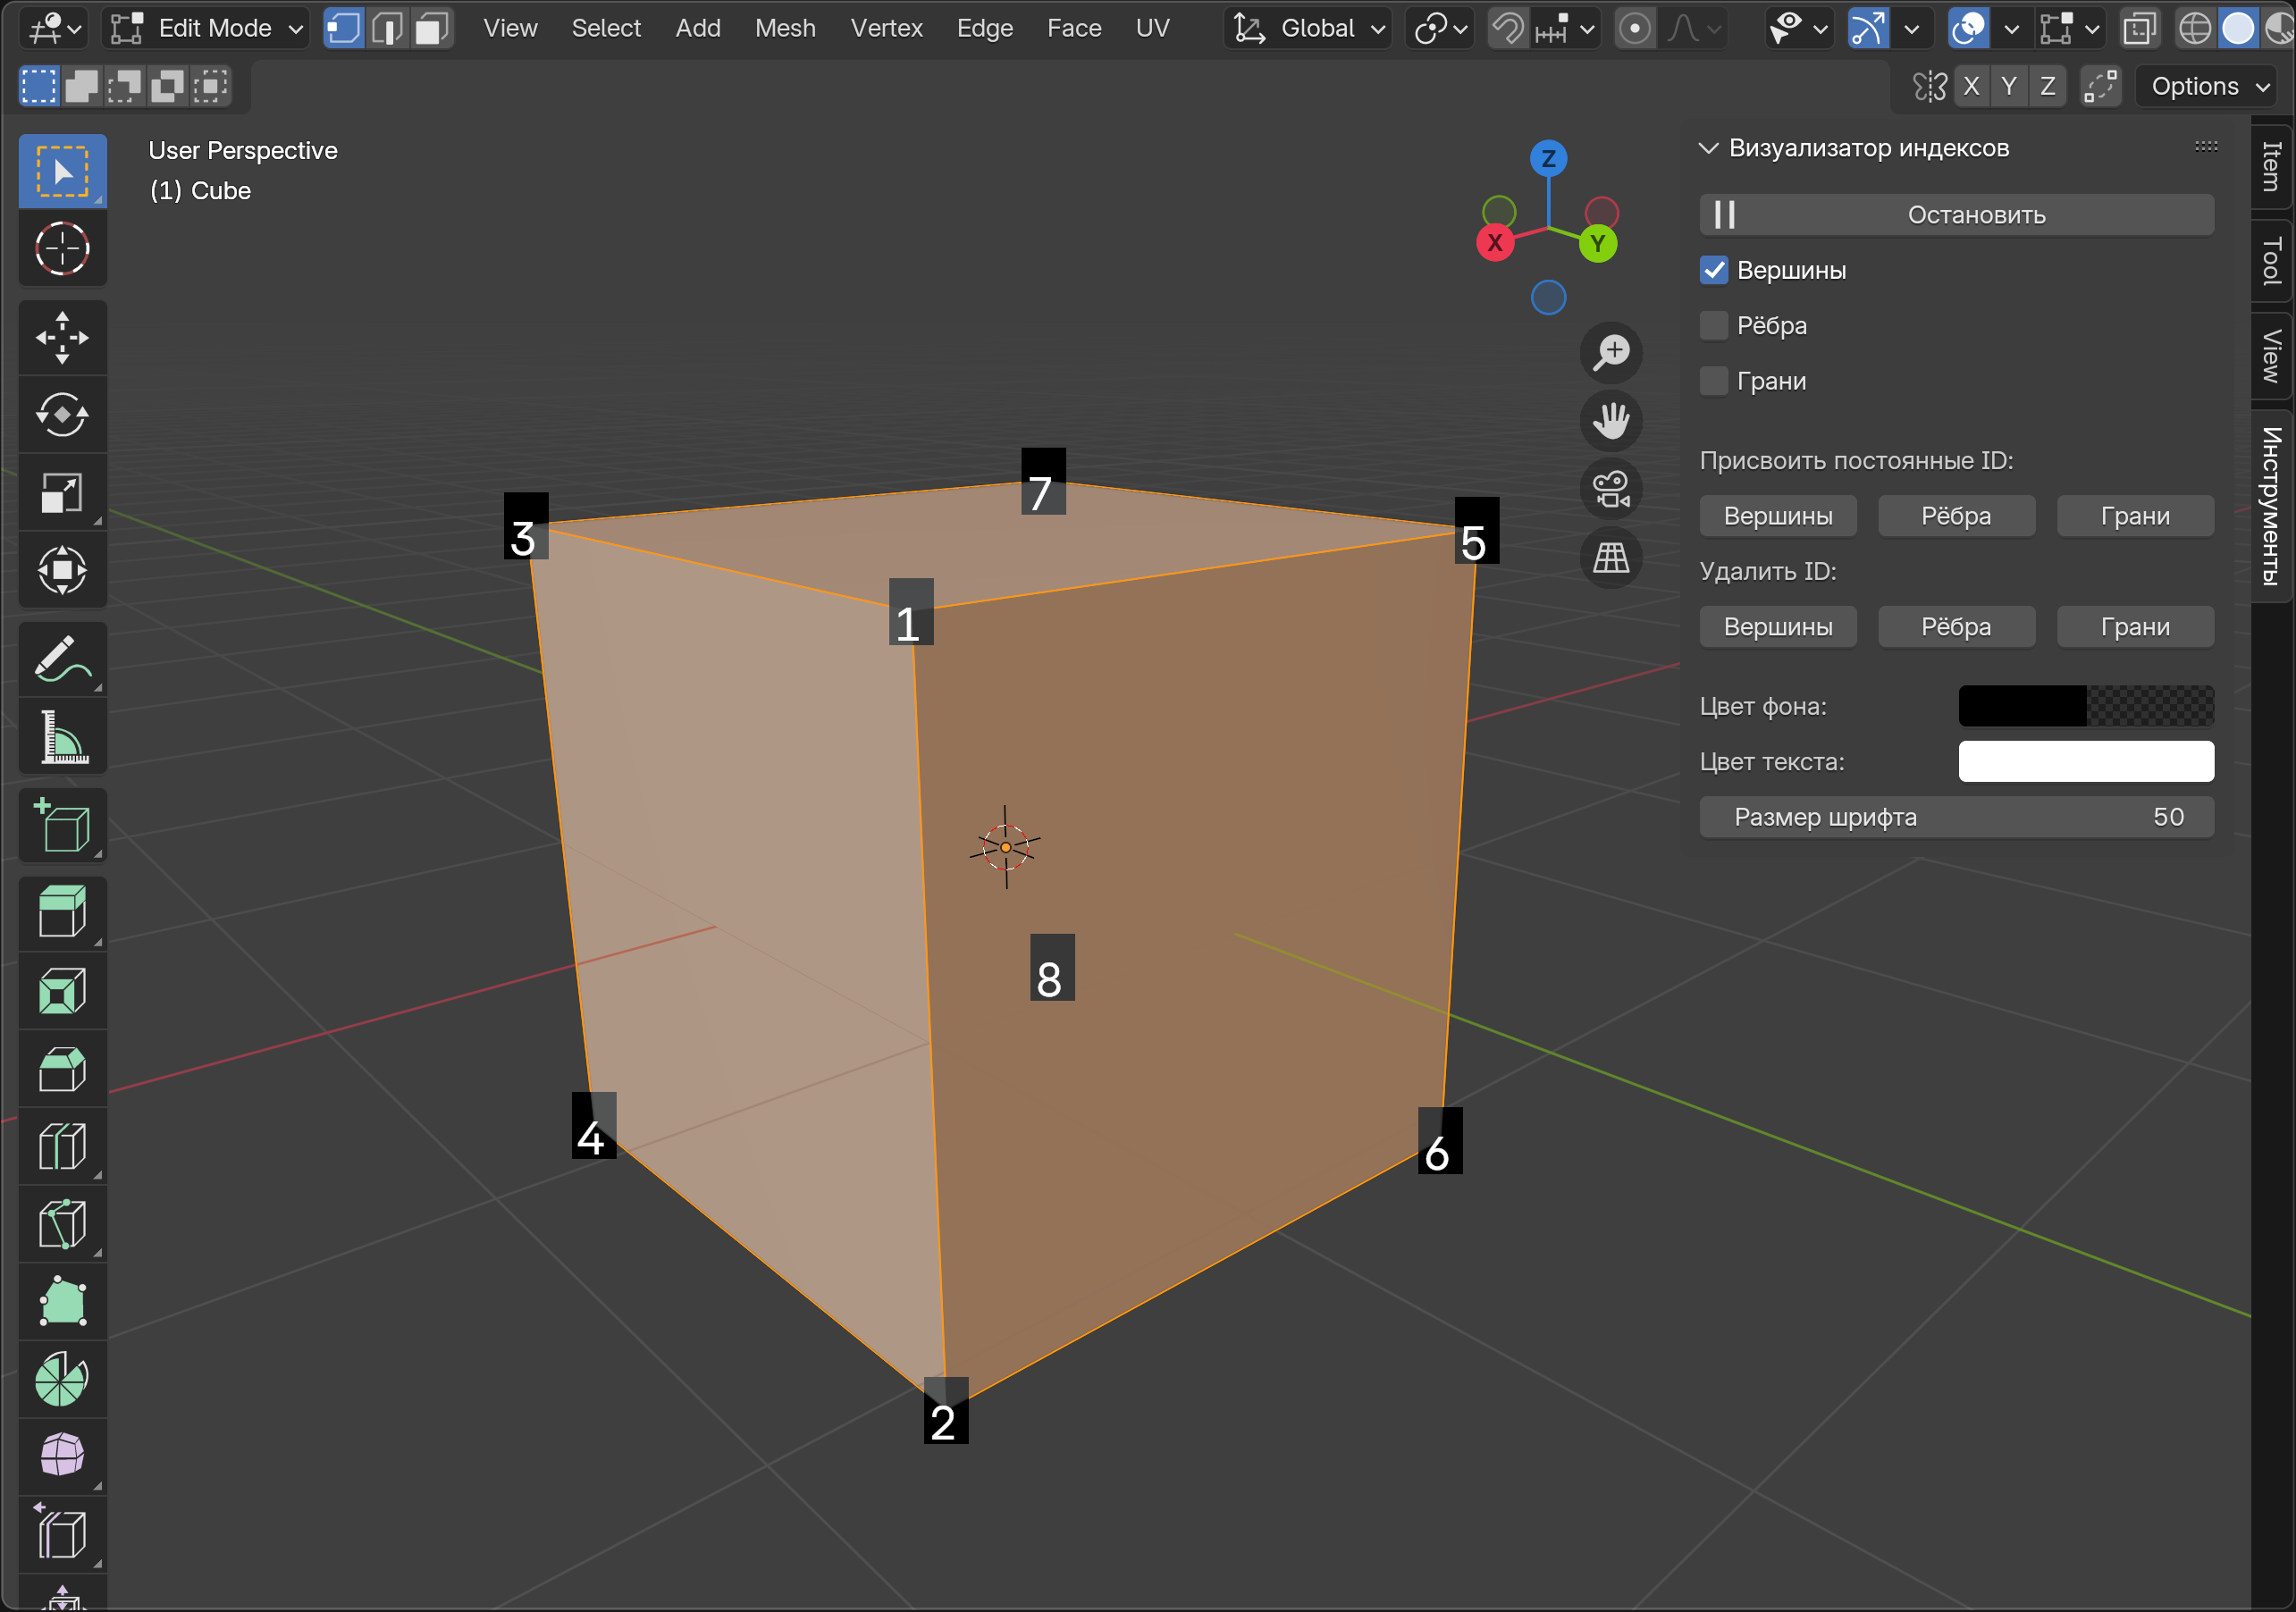 Edit Mode View Select Add Mesh Vertex Edge Face UV Global
X Y Z Options
User Perspective
(1) Cube
Z
X Y
Визуализатор индексов
Остановить
Вершины
Рёбра
Грани
Присвоить постоянные ID:
Вершины Рёбра Грани
Удалить ID:
Вершины Рёбра Грани
Цвет фона:
Цвет текста:
Размер шрифта 50
Item
Tool
View
Инструменты
7
3
5
1
8
4
6
2